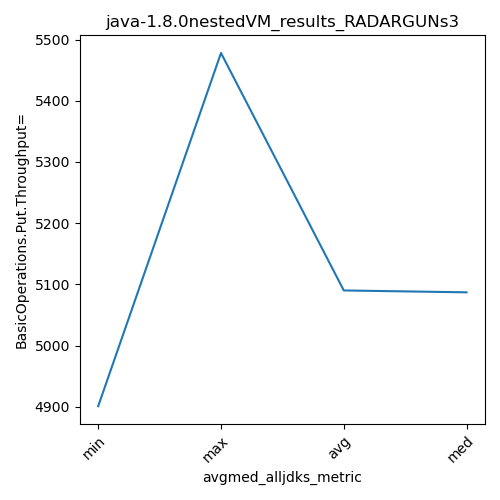 java-1.8.0nestedVM_results_RADARGUNs3
BasicOperations.Put.Throughput=
5500
5400
5300
5200
5100
5000
4900
min
max
avg
med
avgmed_alljdks_metric